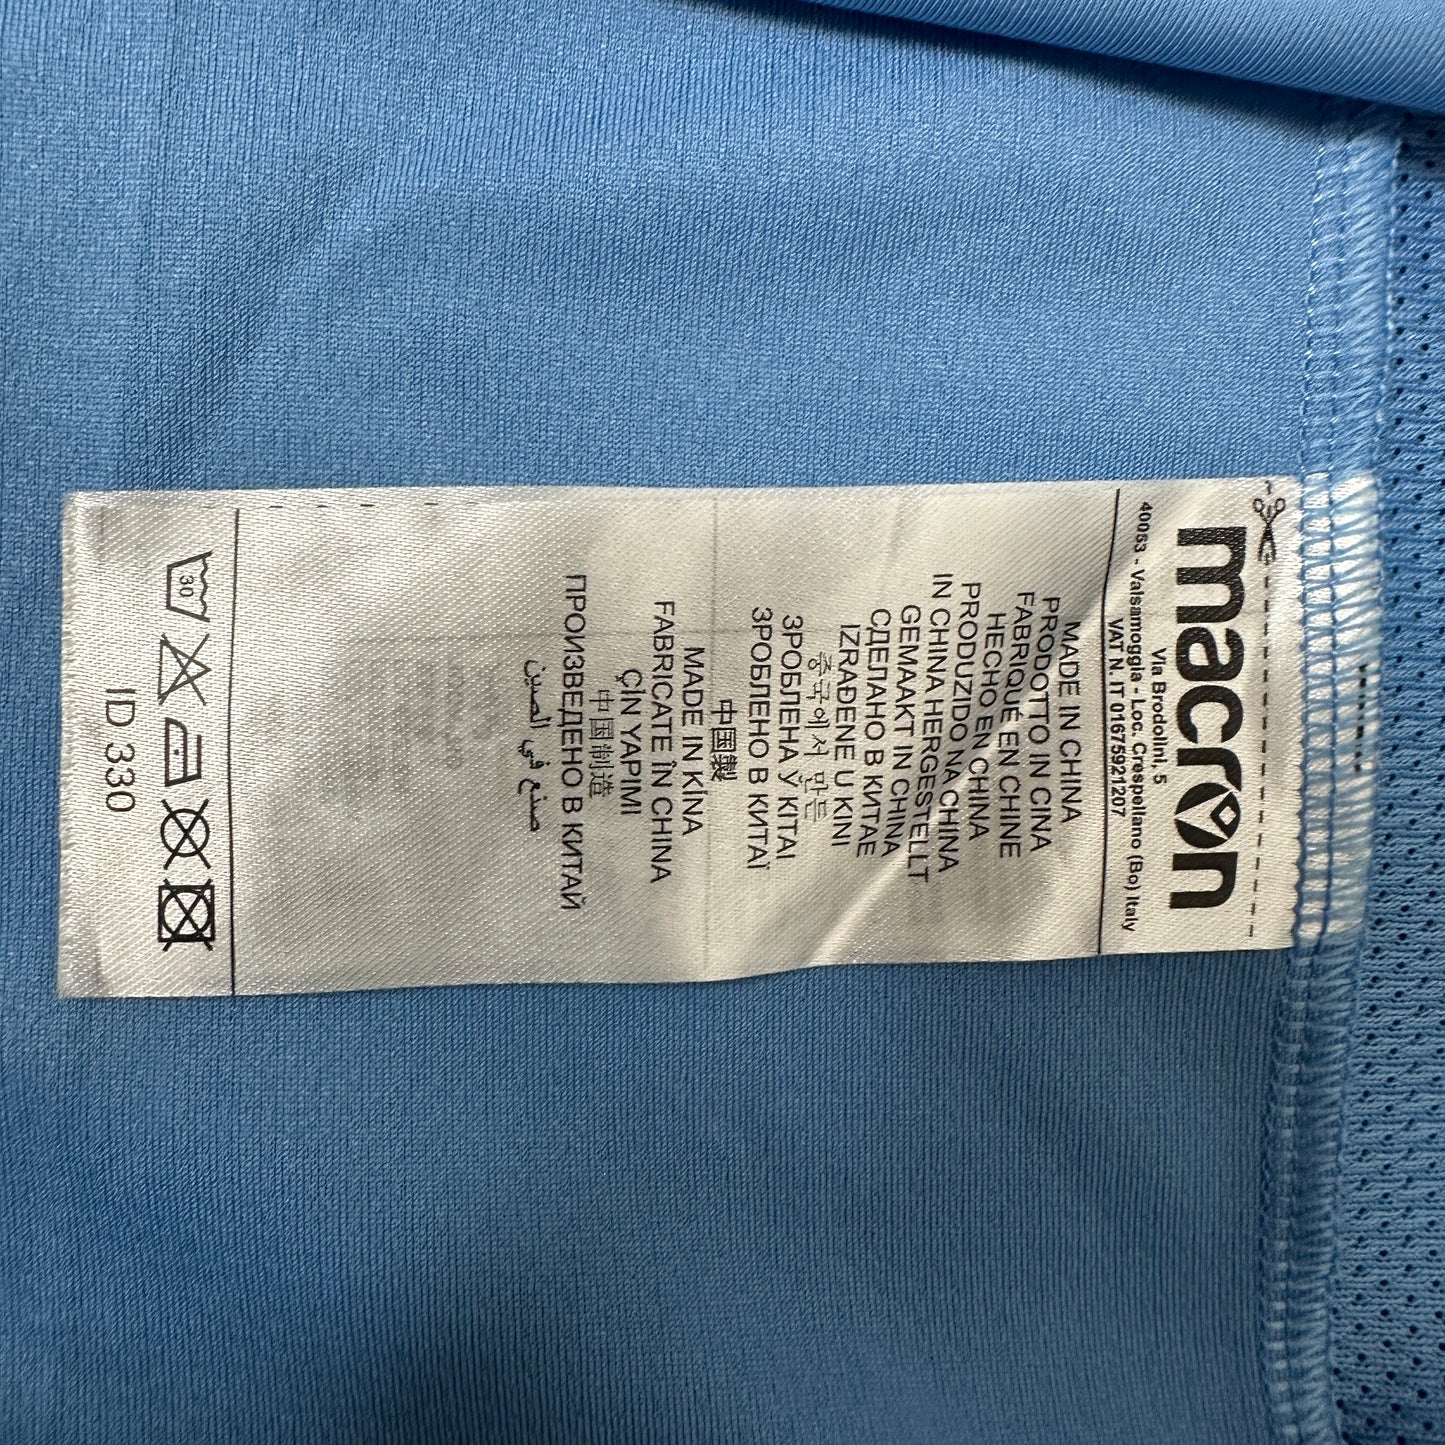 macron
Via Brodolini, 5
40053 - Valsamoggia - Loc. Crespellano (Bo) Italy
VAT N. IT 01675921207
MADE IN CHINA
PRODOTTO IN CINA
FABRIQUÉ EN CHINE
HECHO EN CHINA
PRODUZIDO NA CHINA
IN CHINA HERGESTELLT
GEMAAKT IN CHINA
СДЕЛАНО В КИТАЕ
IZRAĐENE U KINI
중국에서 만든
ЗРОБЛЕНА Ў KITAI
ЗРОБЛЕНО В КИТАЇ
中国製
MADE IN KÍNA
FABRICATE ÎN CHINA
ÇİN YAPIMI
中国制造
ПРОИЗВЕДЕНО В КИТАЙ
صنع في الصين
30
ID 330